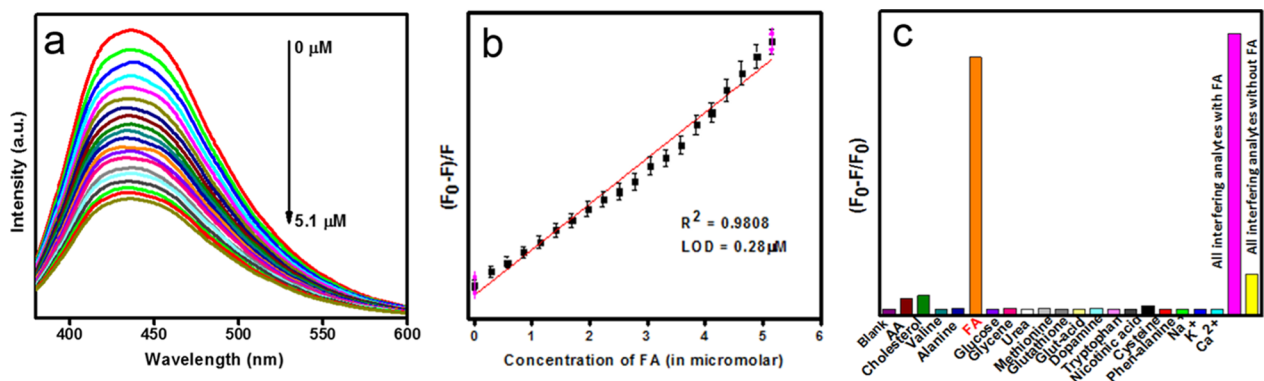 a
0 µM
5.1 µM
Intensity (a.u.)
400
450
500
550
600
Wavelength (nm)
b
(F0-F)/F
R2 = 0.9808
LOD = 0.28µM
0
1
2
3
4
5
6
Concentration of FA (in micromolar)
c
(F0-F/F0)
All interfering analytes with FA
All interfering analytes without FA
Blank
AA
Cholesterol
Valine
Alanine
FA
Glucose
Glycene
Urea
Methionine
Glutathione
Glut-acid
Dopamine
Tryptophan
Nicotinic acid
Cysteine
Phen-alanine
Na+
K+
Ca2+